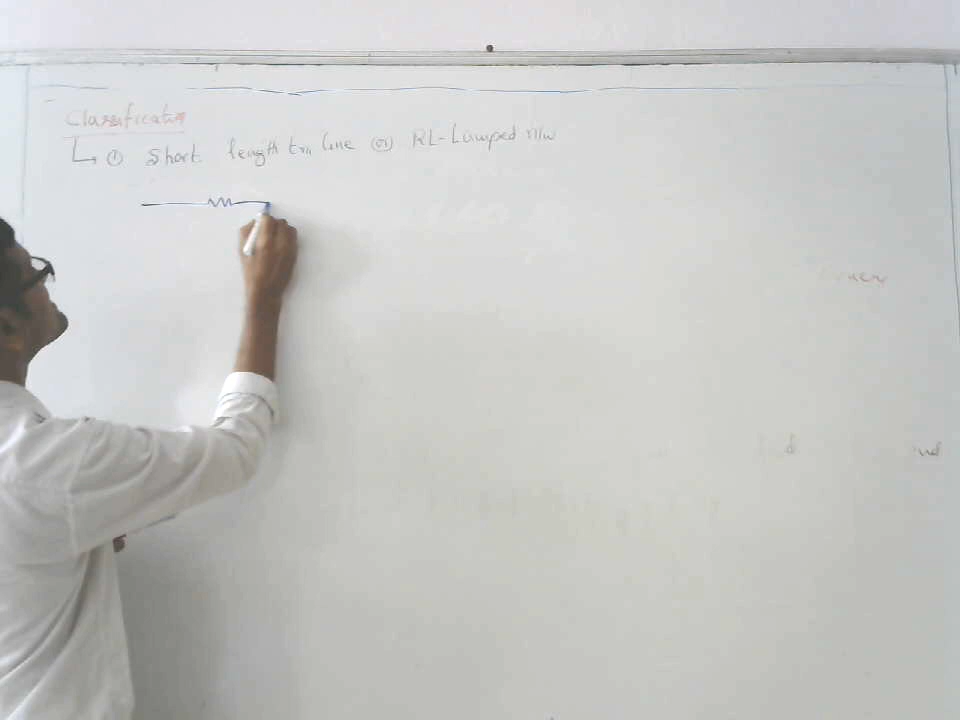 Classification
① Short length trn line (or) RL-Lumped n/w